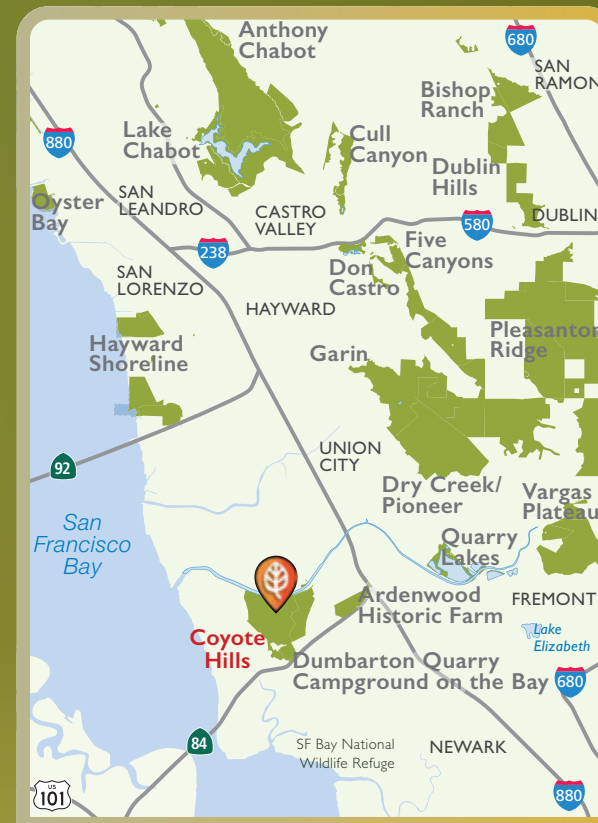 Anthony
Chabot
680
SAN
RAMON
Bishop
Ranch
880
Lake
Chabot
Cull
Canyon
Dublin
Hills
Oyster
Bay
SAN
LEANDRO
CASTRO
VALLEY
580
DUBLIN
238
Five
Canyons
Don
Castro
SAN
LORENZO
HAYWARD
Hayward
Shoreline
Garin
Pleasanton
Ridge
UNION
CITY
92
Dry Creek/
Pioneer
Vargas
Plateau
San
Francisco
Bay
Quarry
Lakes
Ardenwood
Historic Farm
FREMONT
Coyote
Hills
Lake
Elizabeth
Dumbarton Quarry
Campground on the Bay
680
84
SF Bay National
Wildlife Refuge
NEWARK
US
101
880